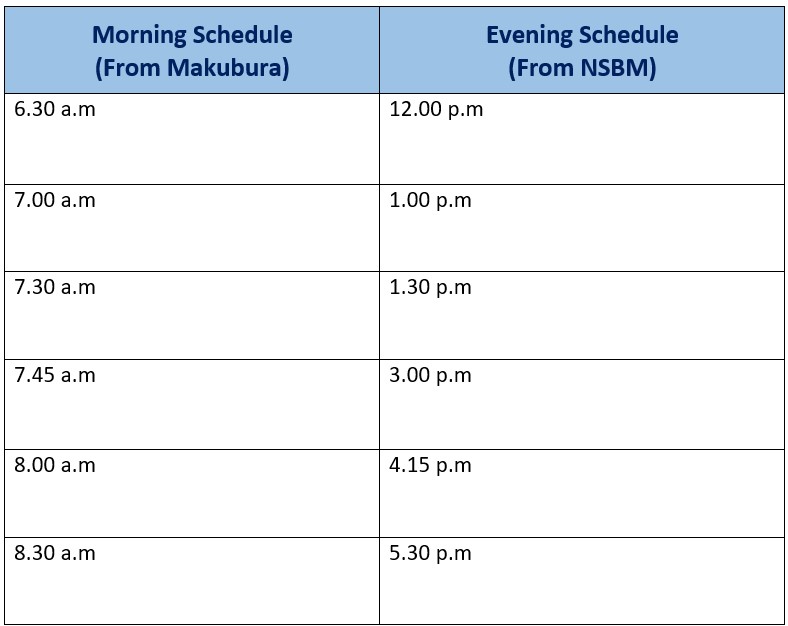 Morning Schedule
(From Makubura)
Evening Schedule
(From NSBM)
6.30 a.m
12.00 p.m
7.00 a.m
1.00 p.m
7.30 a.m
1.30 p.m
7.45 a.m
3.00 p.m
8.00 a.m
4.15 p.m
8.30 a.m
5.30 p.m